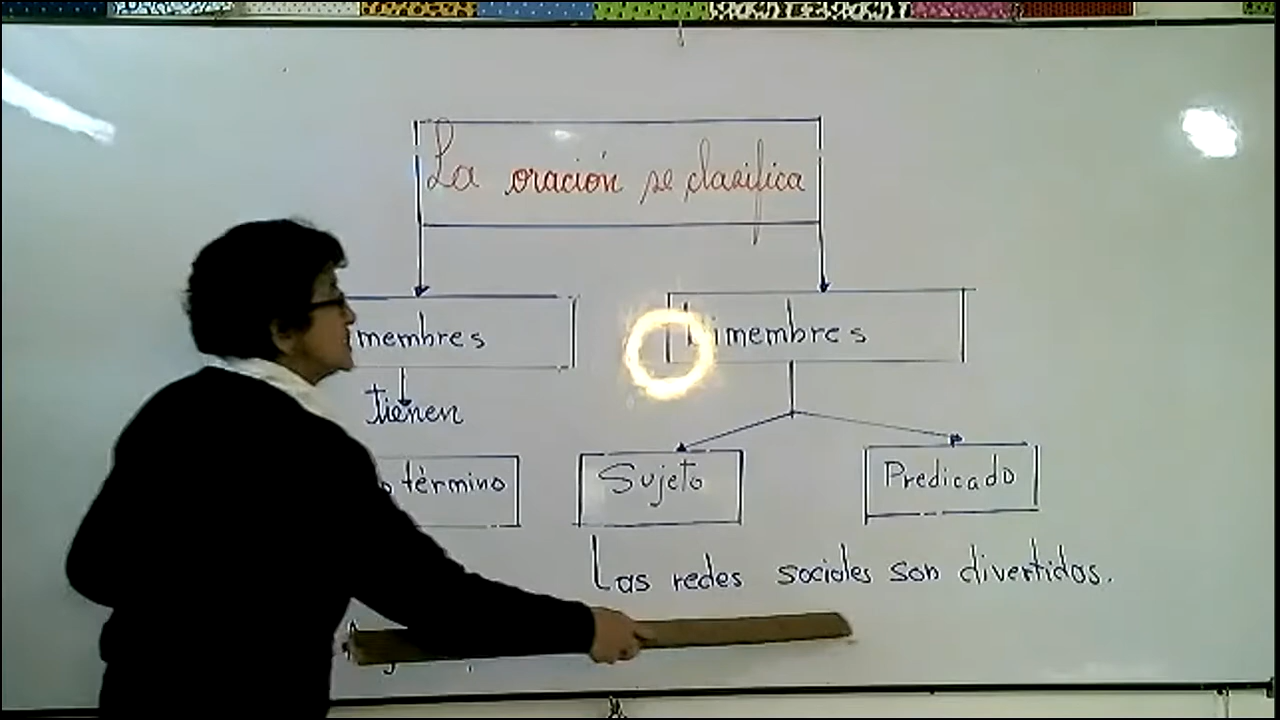 La oración se clasifica
membres
bimembres
tienen
término
Sujeto
Predicado
Las redes sociales son divertidas.